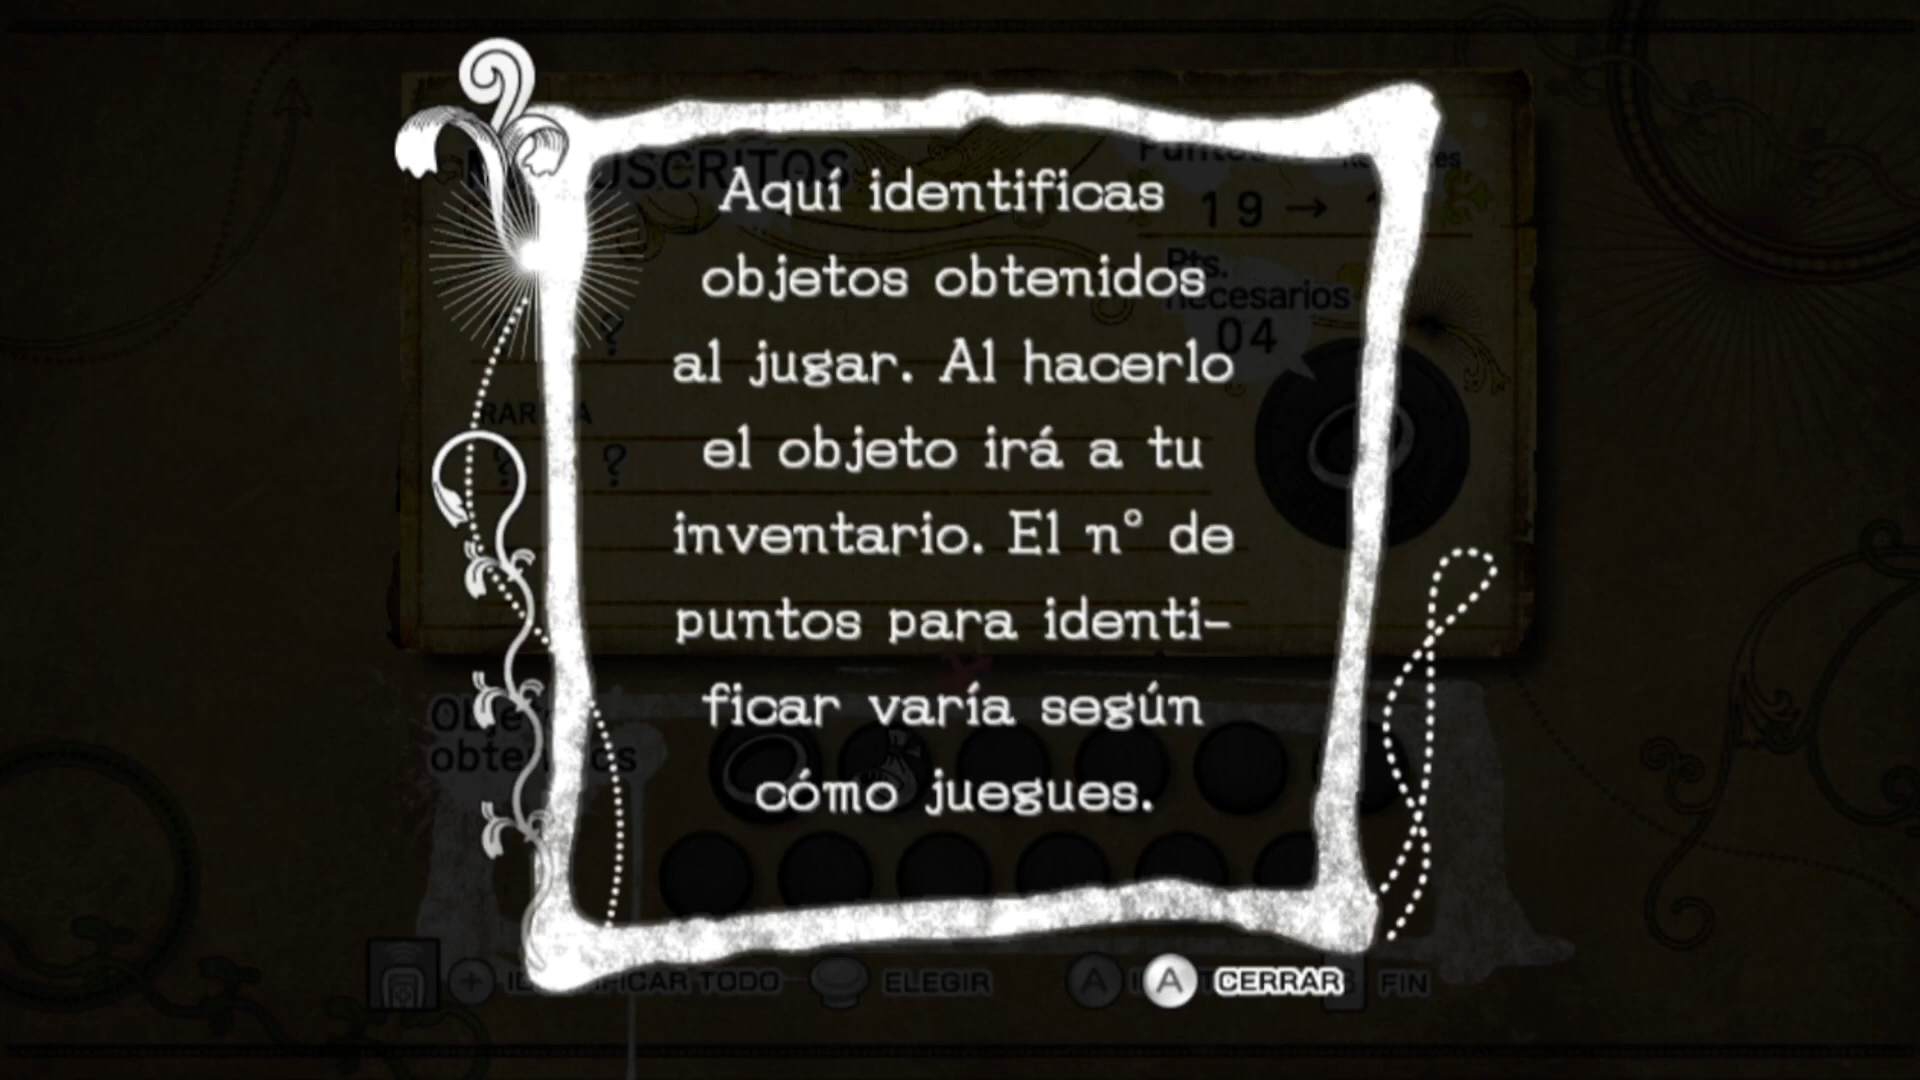 Aquí identificas
objetos obtenidos
al jugar. Al hacerlo
el objeto irá a tu
inventario. El n° de
puntos para identi-
ficar varía según
cómo juegues.
19 →
Pts.
necesarios
04
?
?
ELEGIR
A CERRAR
FIN